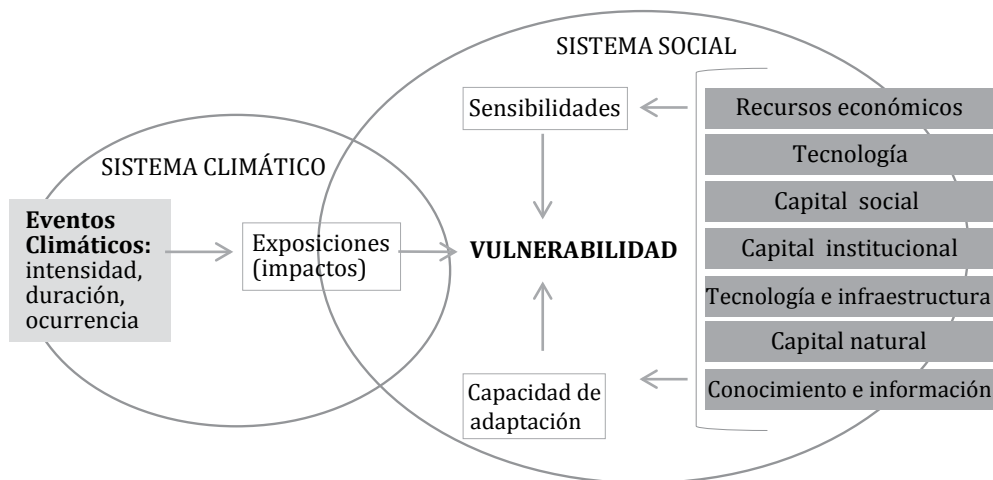 SISTEMA SOCIAL
SISTEMA CLIMÁTICO
Eventos
Climáticos:
intensidad,
duración,
ocurrencia
Exposiciones
(impactos)
Sensibilidades
VULNERABILIDAD
Capacidad de
adaptación
Recursos económicos
Tecnología
Capital social
Capital institucional
Tecnología e infraestructura
Capital natural
Conocimiento e información